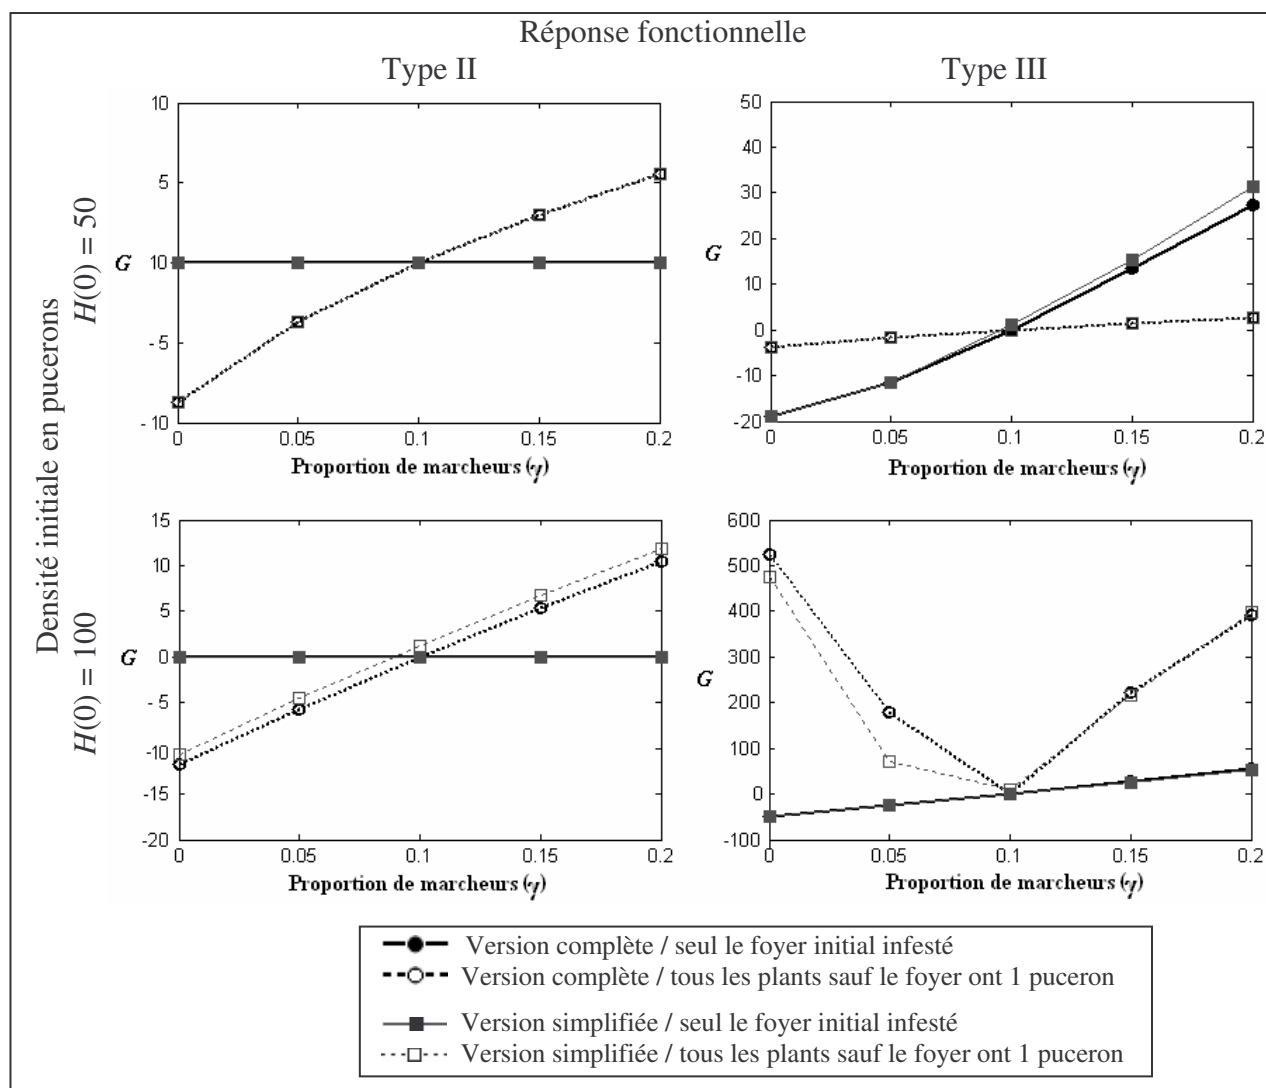 Réponse fonctionnelle
Type II
Type III
Densité initiale en pucerons
H(0) = 50
H(0) = 100
10
5
10
- 5
- 10
G
0
0.05
0.1
0.15
0.2
Proportion de marcheurs (γ)
50
40
30
20
10
0
-10
-20
G
0
0.05
0.1
0.15
0.2
Proportion de marcheurs (γ)
15
10
5
0
-5
-10
-15
-20
G
0
0.05
0.1
0.15
0.2
Proportion de marcheurs (γ)
600
500
400
300
200
100
0
-100
G
0
0.05
0.1
0.15
0.2
Proportion de marcheurs (γ)
Version complète / seul le foyer initial infesté
Version complète / tous les plants sauf le foyer ont 1 puceron
Version simplifiée / seul le foyer initial infesté
Version simplifiée / tous les plants sauf le foyer ont 1 puceron